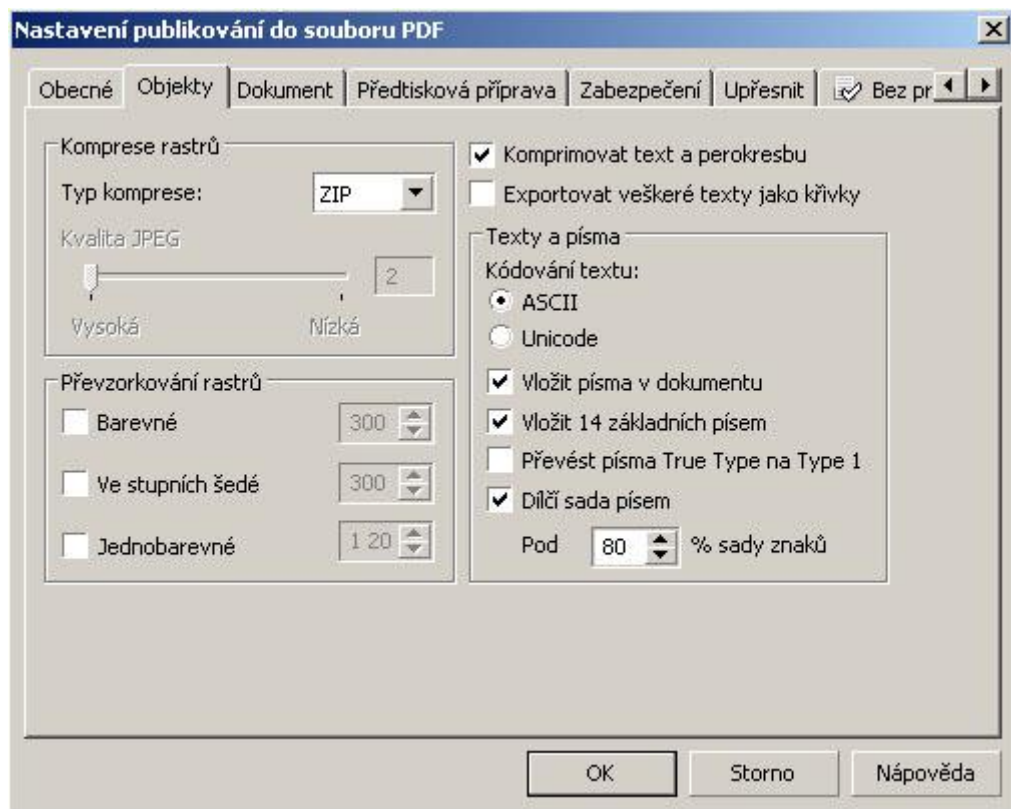 Nastavení publikování do souboru PDF
Obecné Objekty Dokument Předtisková příprava Zabezpečení Upřesnit Bez pr
Komprese rastrů
Typ komprese: ZIP
Kvalita JPEG
2
Vysoká Nízká
Převzorkování rastrů
Barevné 300
Ve stupních šedé 300
Jednobarevné 1 20
Komprimovat text a perokresbu
Exportovat veškeré texty jako křivky
Texty a písma
Kódování textu:
ASCII
Unicode
Vložit písma v dokumentu
Vložit 14 základních písem
Převést písma True Type na Type 1
Dílčí sada písem
Pod 80 % sady znaků
OK Storno Nápověda